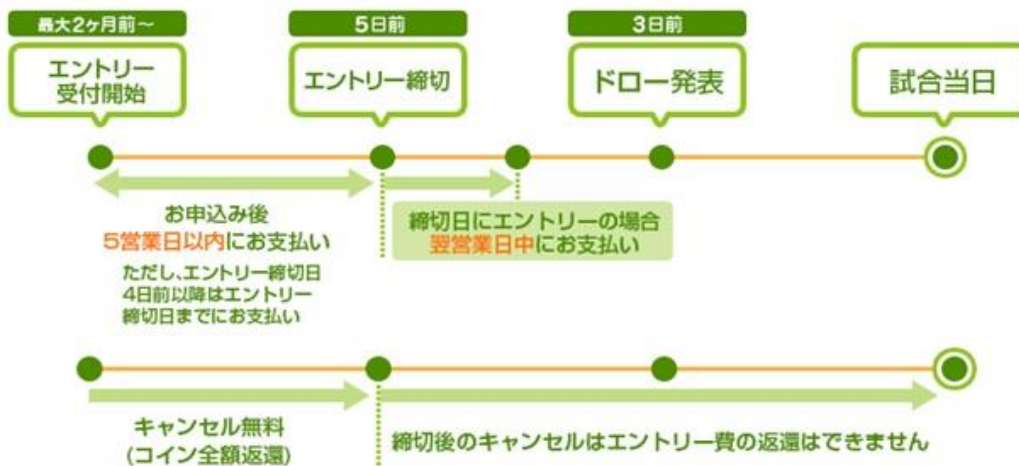 最大2ヶ月前～
5日前
3日前
エントリー
受付開始
エントリー締切
ドロー発表
試合当日
お申込み後
5営業日以内にお支払い
ただし、エントリー締切日
4日前以降はエントリー
締切日までにお支払い
締切日にエントリーの場合
翌営業日中にお支払い
キャンセル無料
(コイン全額返還)
締切後のキャンセルはエントリー費の返還はできません